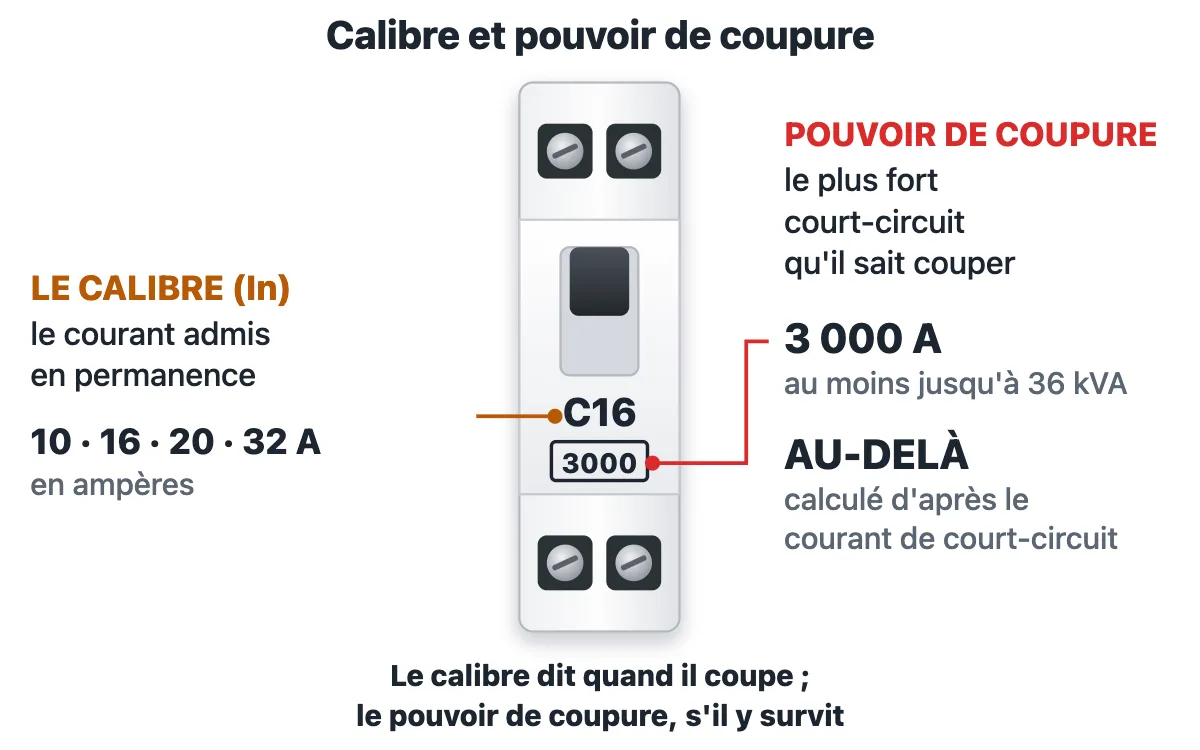 Calibre et pouvoir de coupure
LE CALIBRE (In)
le courant admis
en permanence
10 · 16 · 20 · 32 A
en ampères
C16
3000
POUVOIR DE COUPURE
le plus fort
court-circuit
qu'il sait couper
3 000 A
au moins jusqu'à 36 kVA
AU-DELÀ
calculé d'après le
courant de court-circuit
Le calibre dit quand il coupe ;
le pouvoir de coupure, s'il y survit